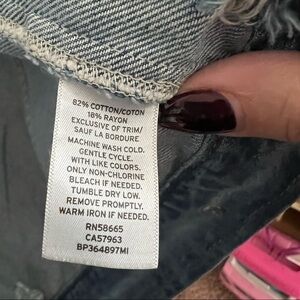 82% COTTON/COTON
18% RAYON
EXCLUSIVE OF TRIM/
SAUF LA BORDURE
MACHINE WASH COLD.
GENTLE CYCLE.
WITH LIKE COLORS.
ONLY NON-CHLORINE
BLEACH IF NEEDED.
TUMBLE DRY LOW.
REMOVE PROMPTLY.
WARM IRON IF NEEDED.
RN58665
CA57963
BP364897MI